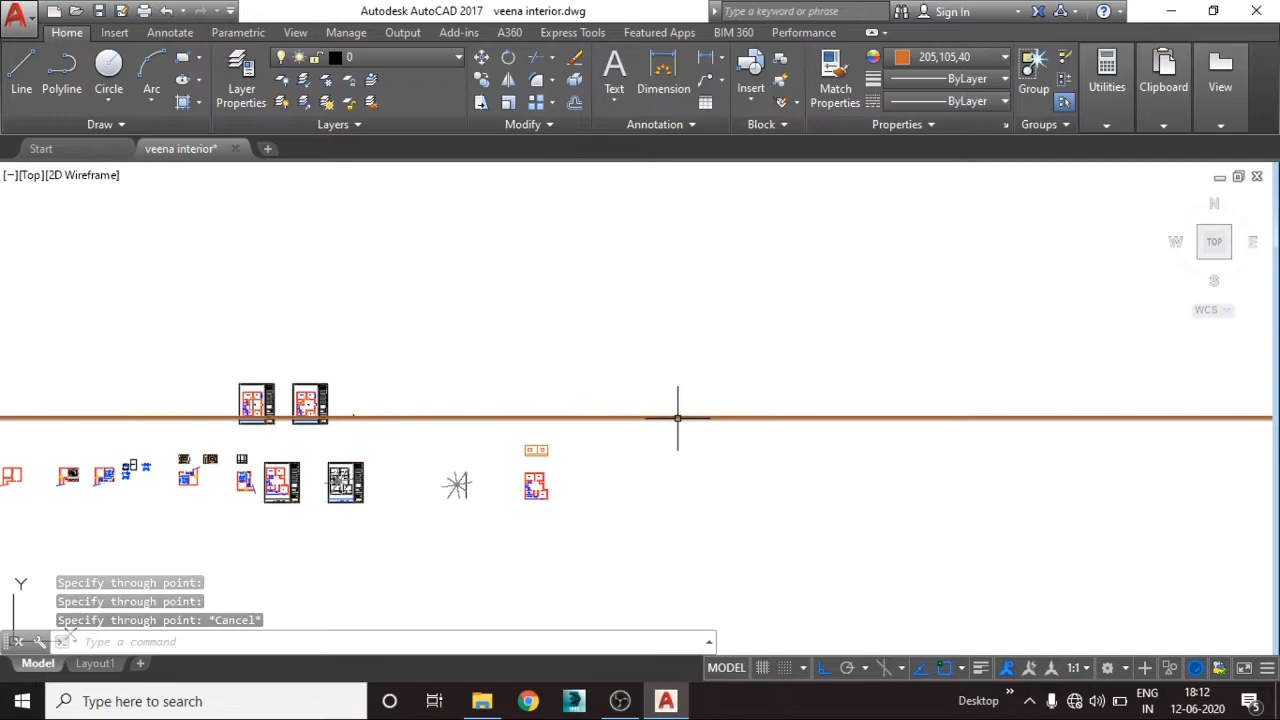 Autodesk AutoCAD 2017 veena interior.dwg
Type a keyword or phrase
Sign In
Home Insert Annotate Parametric View Manage Output Add-ins A360 Express Tools Featured Apps BIM 360 Performance
Line Polyline Circle Arc
Layer Properties
0
Text Dimension
Insert
Match Properties
205,105,40
ByLayer
ByLayer
Group
Utilities
Clipboard
View
Draw Layers Modify Annotation Block Properties Groups
Start veena interior*
[−][Top][2D Wireframe]
N
W TOP E
S
WCS
Y
Specify through point:
Specify through point:
Specify through point: *Cancel*
Type a command
Model Layout1
MODEL 1:1
Type here to search
Desktop
ENG
IN
18:12
12-06-2020
5